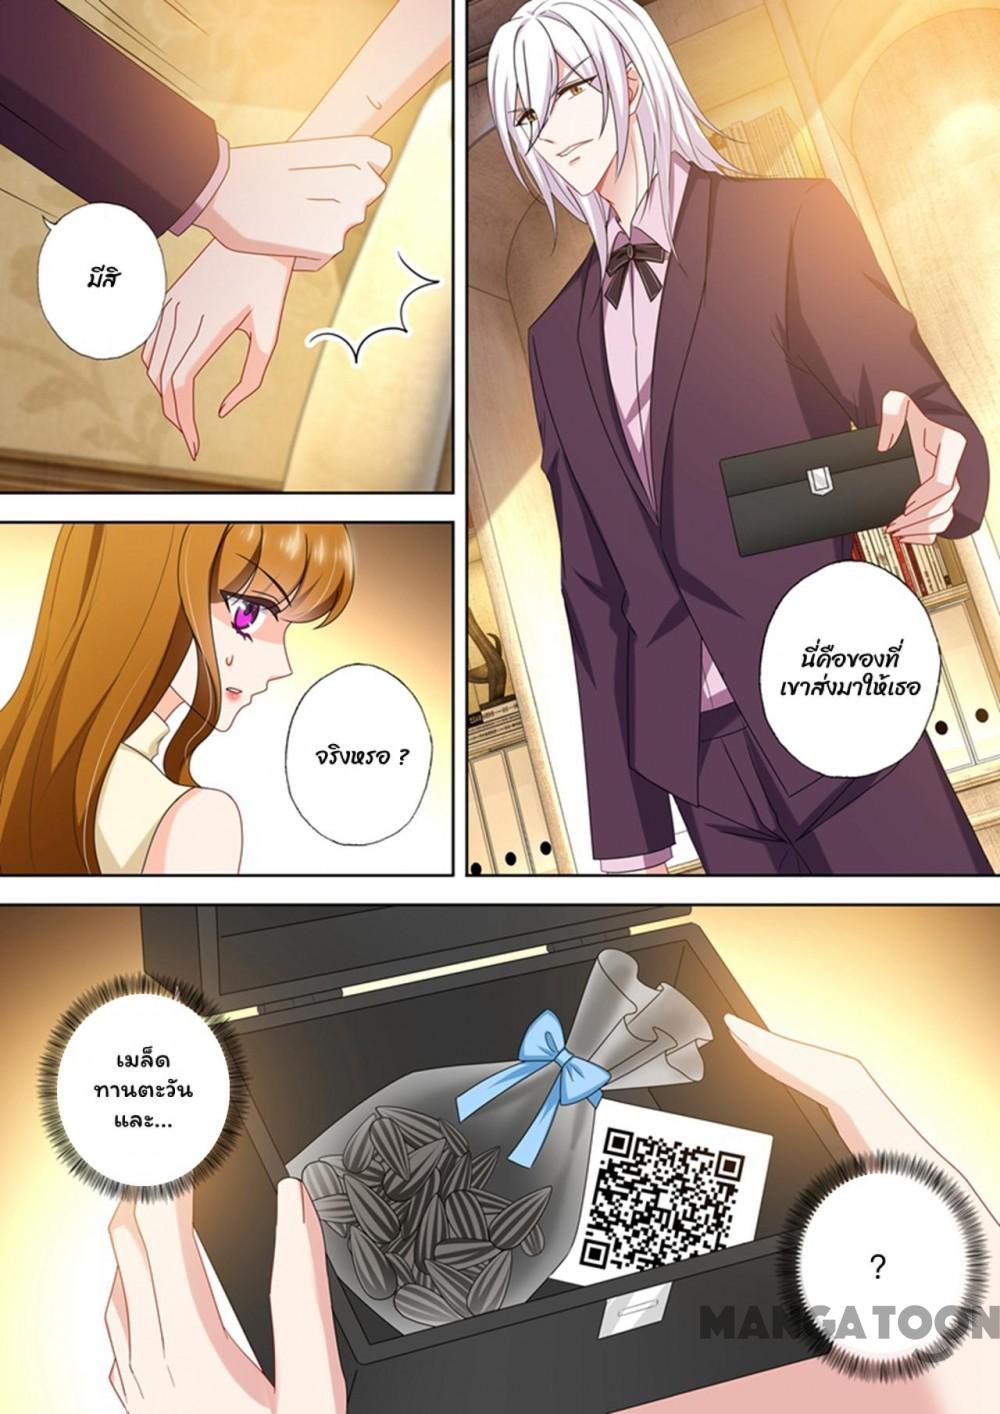 มีสิ
นี่คือของที่
เขาส่งมาให้เธอ
จริงหรอ ?
เมล็ด
ทานตะวัน
และ...
?
MANGATOON